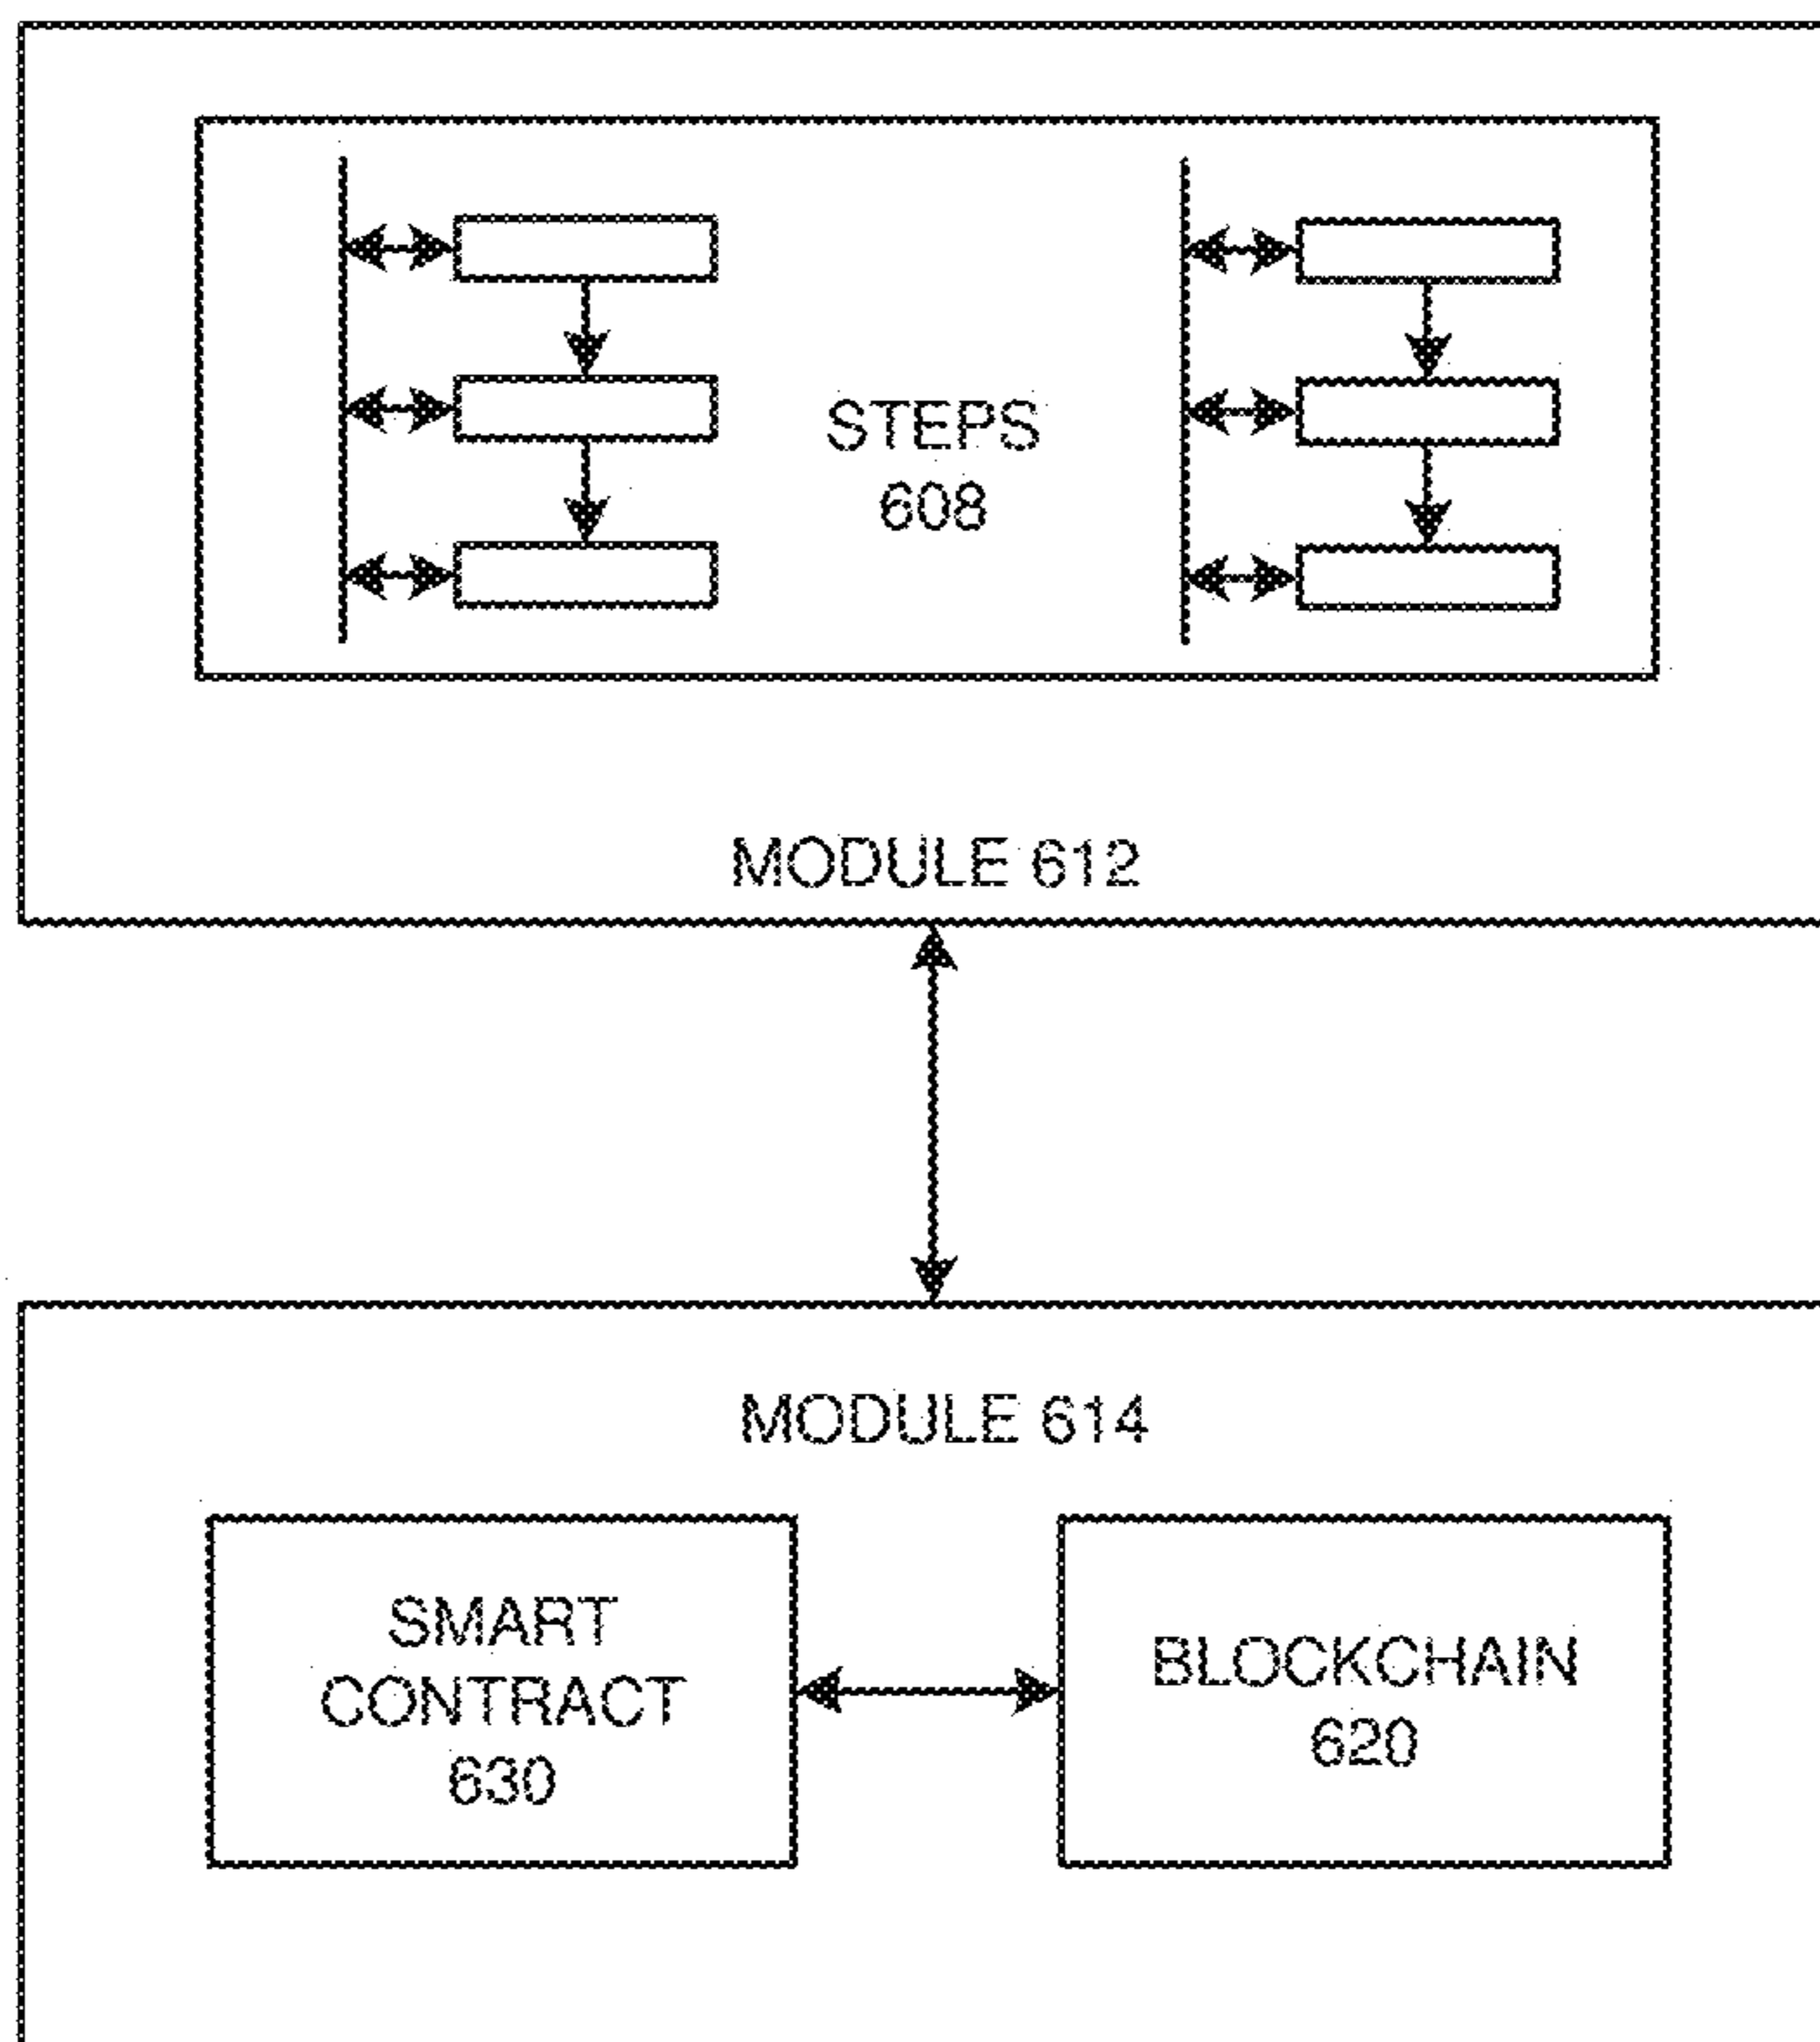 STEPS
608
MODULE 612
MODULE 614
SMART
CONTRACT
630
BLOCKCHAIN
620